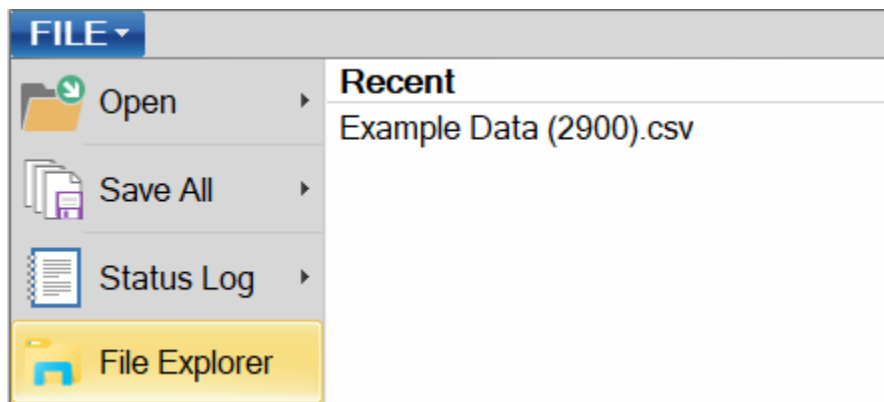 FILE
Open
Save All
Status Log
File Explorer
Recent
Example Data (2900).csv